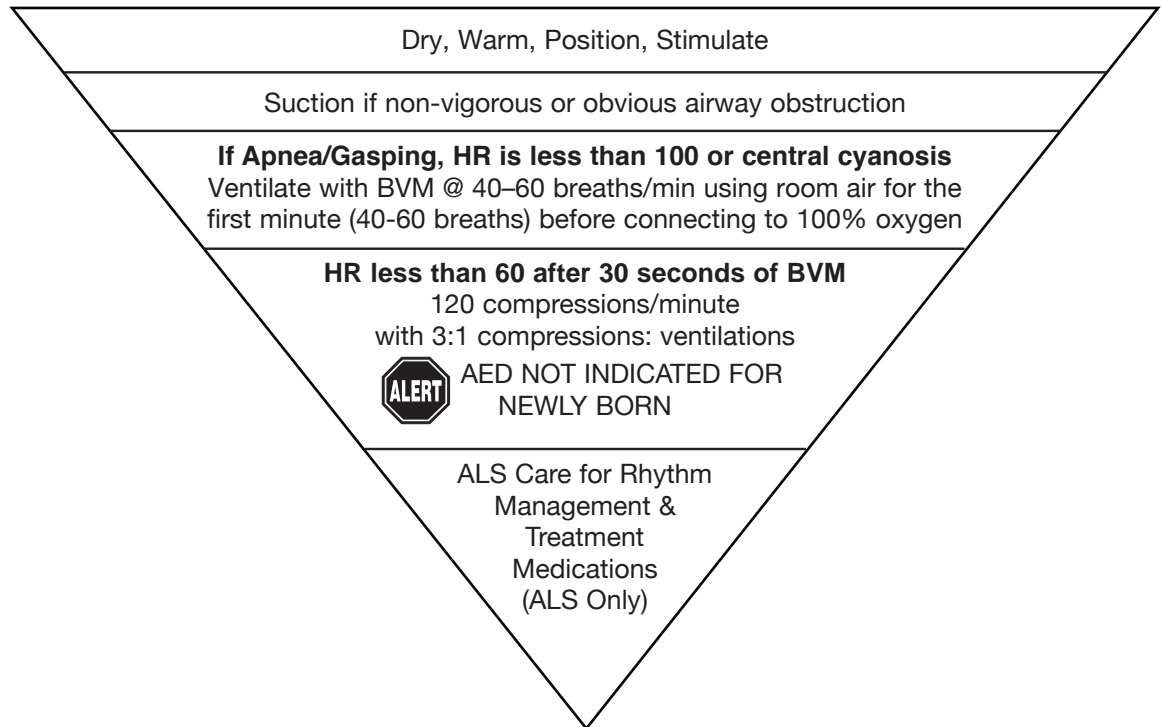 Dry, Warm, Position, Stimulate
Suction if non-vigorous or obvious airway obstruction
If Apnea/Gasping, HR is less than 100 or central cyanosis
Ventilate with BVM @ 40–60 breaths/min using room air for the
first minute (40-60 breaths) before connecting to 100% oxygen
HR less than 60 after 30 seconds of BVM
120 compressions/minute
with 3:1 compressions: ventilations
ALERT
AED NOT INDICATED FOR
NEWLY BORN
ALS Care for Rhythm
Management &
Treatment
Medications
(ALS Only)